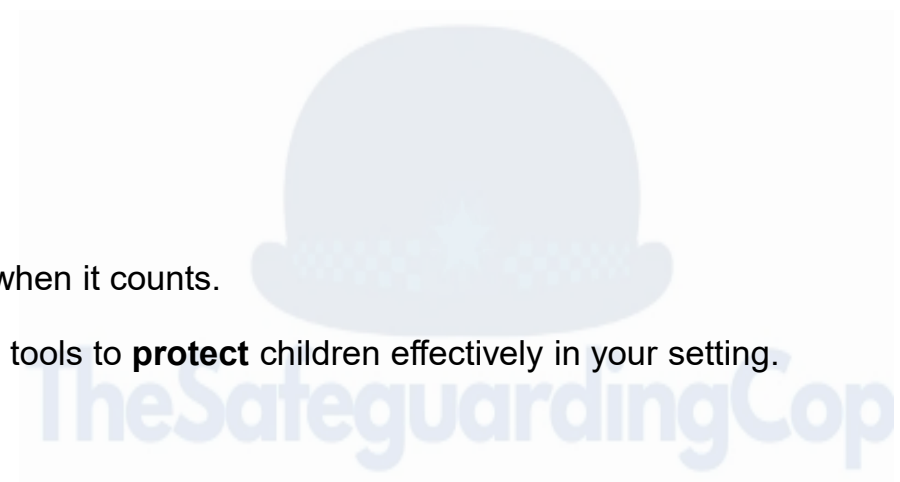 when it counts.
tools to protect children effectively in your setting.
TheSafeguardingCop